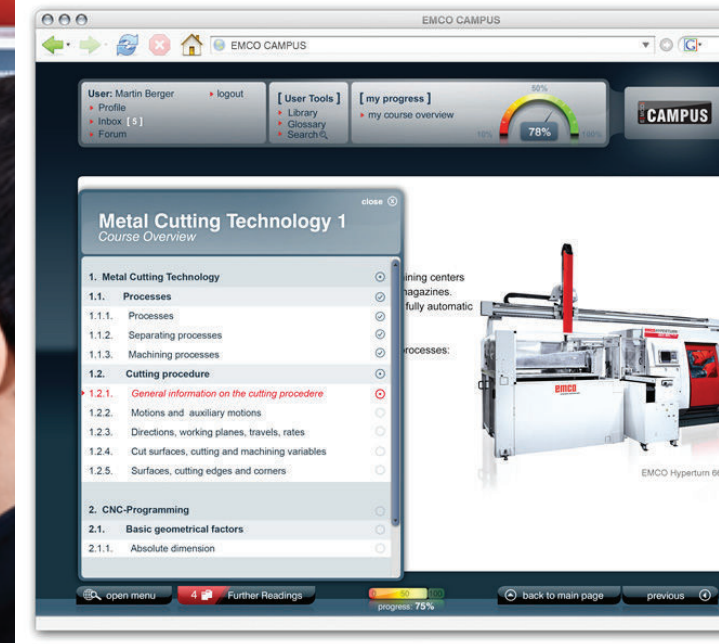 EMCO CAMPUS
EMCO CAMPUS
User: Martin Berger
logout
Profile
Inbox [ 5 ]
Forum
[ User Tools ]
Library
Glossary
Search
[ my progress ]
my course overview
10%
50%
100%
78%
EMCO CAMPUS
close
Metal Cutting Technology 1
Course Overview
1. Metal Cutting Technology
1.1. Processes
1.1.1. Processes
1.1.2. Separating processes
1.1.3. Machining processes
1.2. Cutting procedure
1.2.1. General information on the cutting procedere
1.2.2. Motions and auxiliary motions
1.2.3. Directions, working planes, travels, rates
1.2.4. Cut surfaces, cutting and machining variables
1.2.5. Surfaces, cutting edges and corners
2. CNC-Programming
2.1. Basic geometrical factors
2.1.1. Absolute dimension
ining centers
nagazines.
fully automatic
rocesses:
emco
EMCO Hyperturn 66
open menu
4 Further Readings
0 50 100
progress: 75%
back to main page
previous